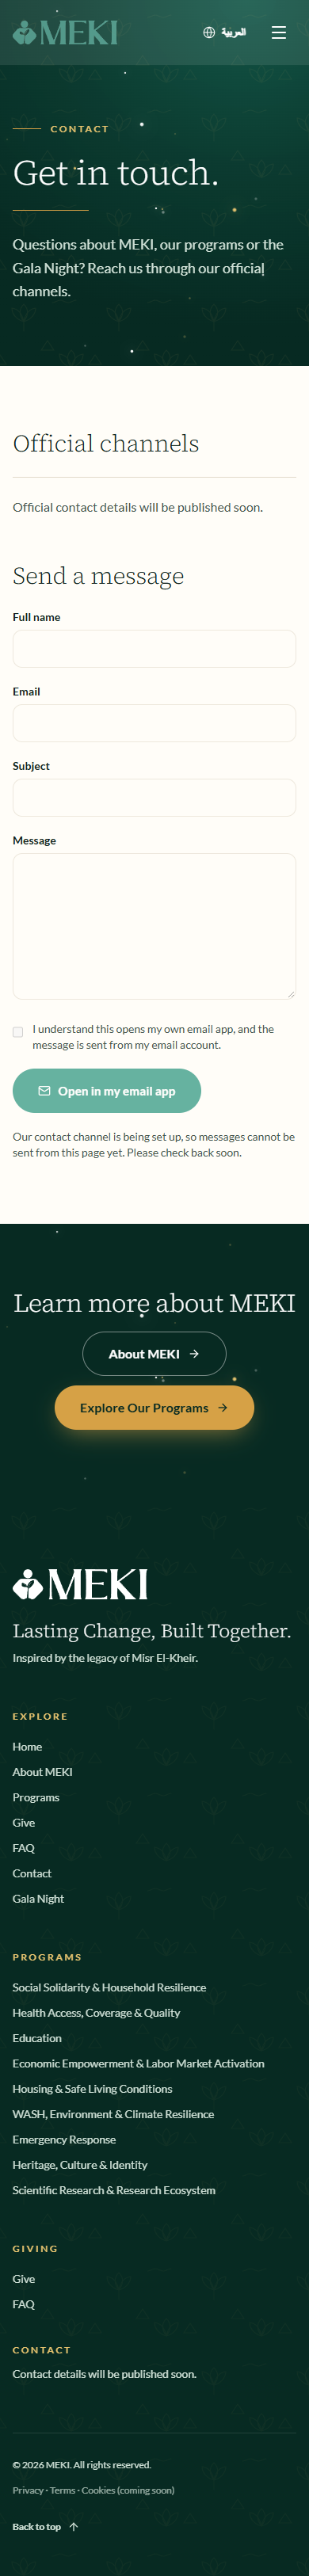 MEKI
العربية
CONTACT
Get in touch.
Questions about MEKI, our programs or the
Gala Night? Reach us through our official
channels.
Official channels
Official contact details will be published soon.
Send a message
Full name
Email
Subject
Message
I understand this opens my own email app, and the
message is sent from my email account.
Open in my email app
Our contact channel is being set up, so messages cannot be
sent from this page yet. Please check back soon.
Learn more about MEKI
About MEKI
Explore Our Programs
MEKI
Lasting Change, Built Together.
Inspired by the legacy of Misr El-Kheir.
EXPLORE
Home
About MEKI
Programs
Give
FAQ
Contact
Gala Night
PROGRAMS
Social Solidarity & Household Resilience
Health Access, Coverage & Quality
Education
Economic Empowerment & Labor Market Activation
Housing & Safe Living Conditions
WASH, Environment & Climate Resilience
Emergency Response
Heritage, Culture & Identity
Scientific Research & Research Ecosystem
GIVING
Give
FAQ
CONTACT
Contact details will be published soon.
© 2026 MEKI. All rights reserved.
Privacy · Terms · Cookies (coming soon)
Back to top